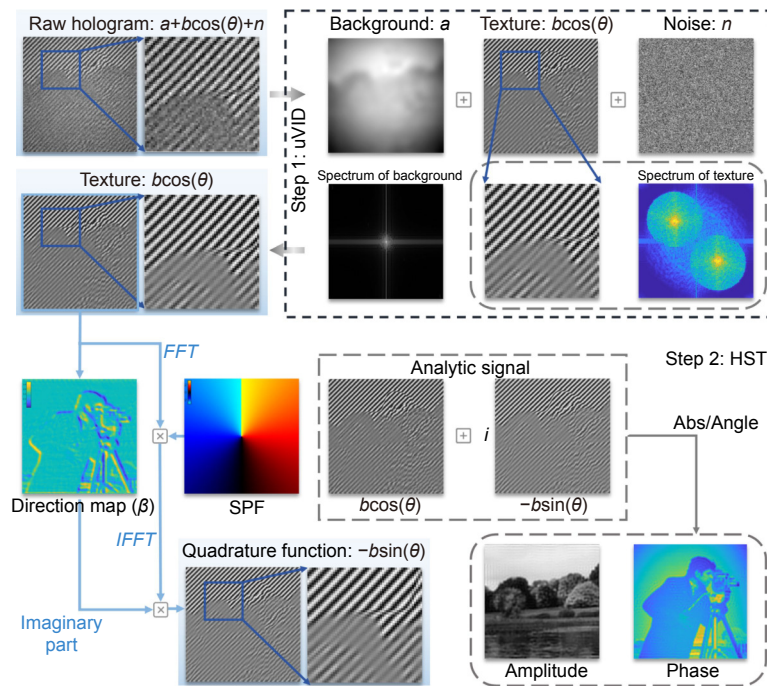 Raw hologram: a+bcos(θ)+n
Background: a
Texture: bcos(θ)
Noise: n
Step 1: uVID
Texture: bcos(θ)
Spectrum of background
Spectrum of texture
FFT
Step 2: HST
Analytic signal
i
Abs/Angle
bcos(θ)
−bsin(θ)
Direction map (β)
SPF
IFFT
Quadrature function: −bsin(θ)
Imaginary
part
Amplitude
Phase